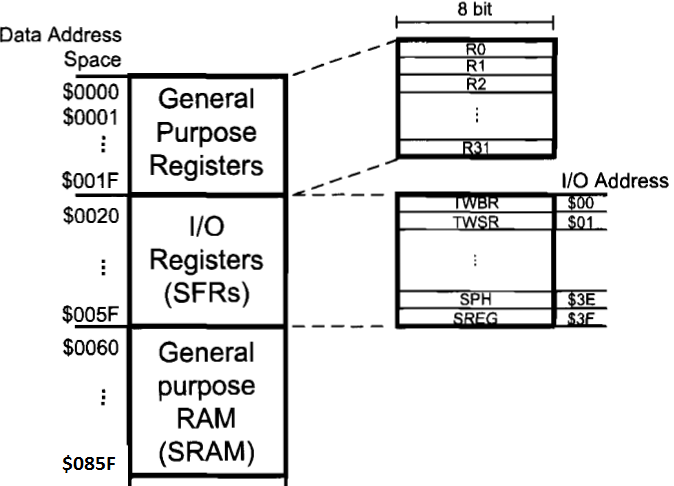 8 bit
Data Address
Space
$0000
$0001
⋮
$001F
General
Purpose
Registers
R0
R1
R2
⋮
R31
I/O Address
$0020
⋮
$005F
I/O
Registers
(SFRs)
TWBR $00
TWSR $01
⋮
SPH $3E
SREG $3F
$0060
⋮
$085F
General
purpose
RAM
(SRAM)